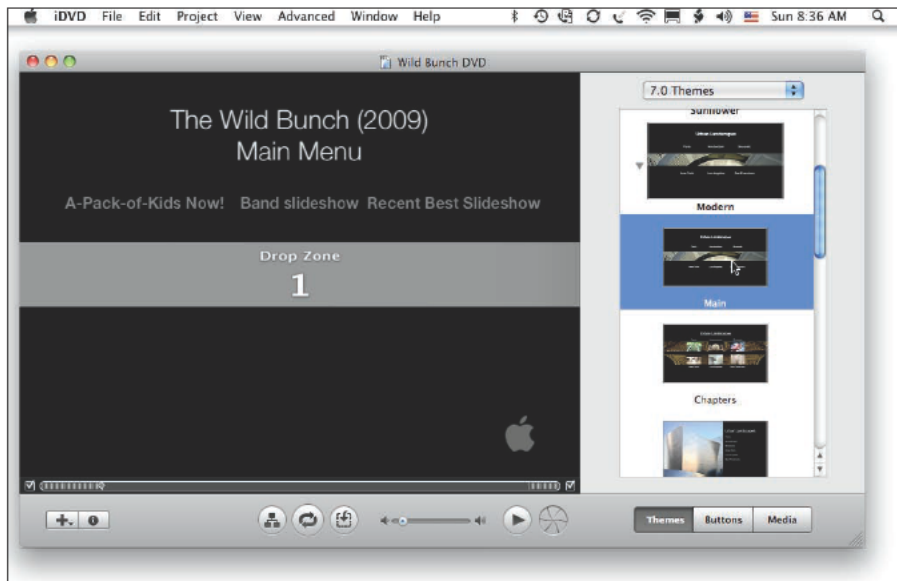 iDVD File Edit Project View Advanced Window Help Sun 8:36 AM
Wild Bunch DVD
The Wild Bunch (2009)
Main Menu
A-Pack-of-Kids Now! Band slideshow Recent Best Slideshow
Drop Zone
1
7.0 Themes
Sunflower
Modern
Main
Chapters
Themes Buttons Media